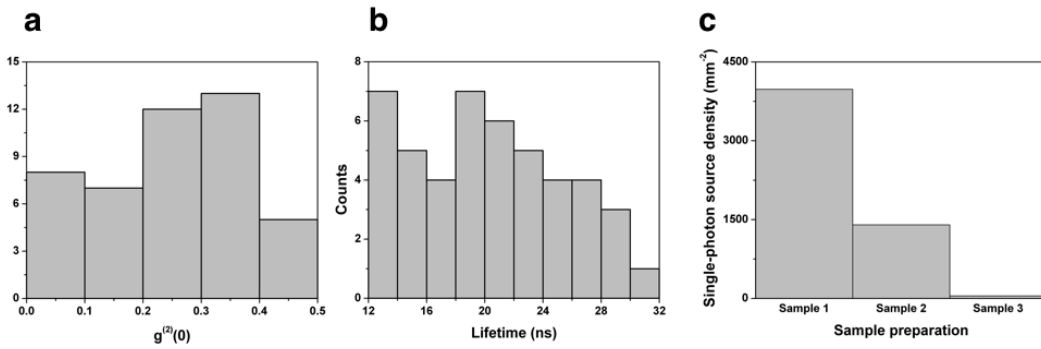 a
15
12
9
6
3
0
0.0 0.1 0.2 0.3 0.4 0.5
g(2)(0)
b
Counts
8
6
4
2
0
12 16 20 24 28 32
Lifetime (ns)
c
Single-photon source density (mm-2)
4500
3000
1500
0
Sample 1 Sample 2 Sample 3
Sample preparation